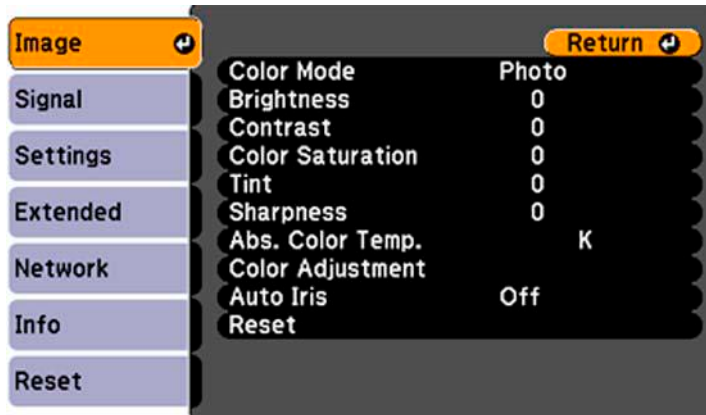 Image
Signal
Settings
Extended
Network
Info
Reset
Return
Color Mode Photo
Brightness 0
Contrast 0
Color Saturation 0
Tint 0
Sharpness 0
Abs. Color Temp. K
Color Adjustment
Auto Iris Off
Reset